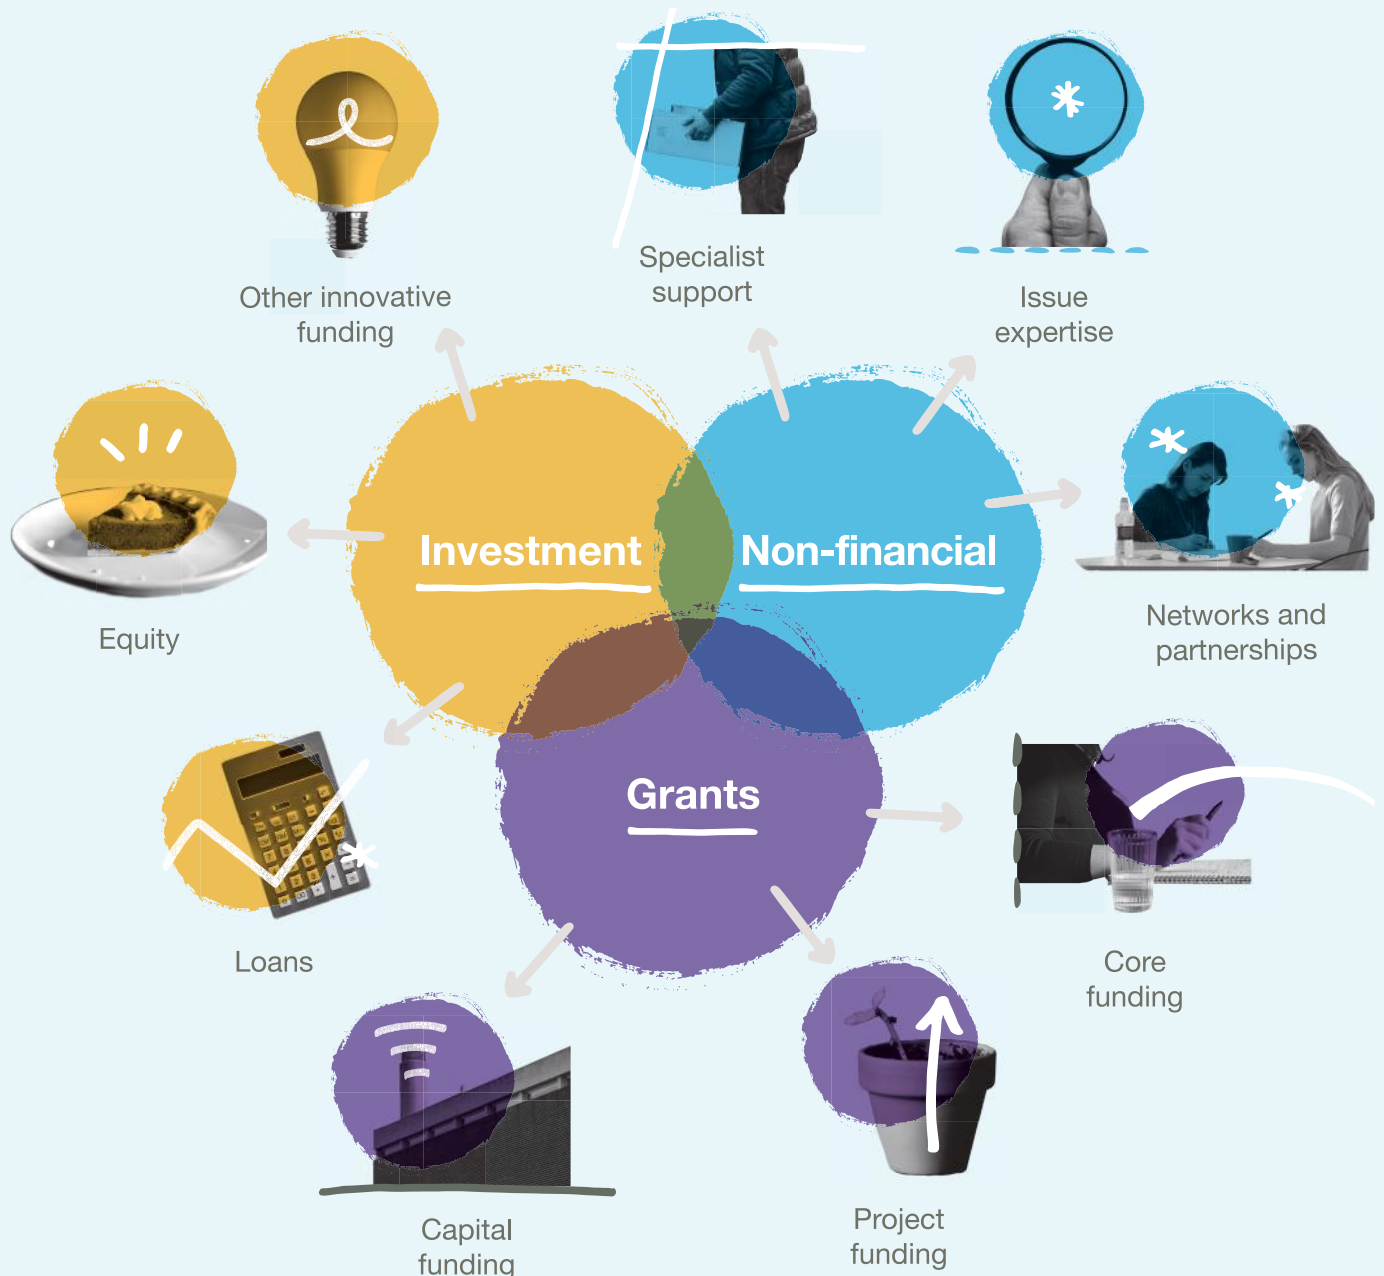 Other innovative
funding
Specialist
support
Issue
expertise
Equity
Investment
Non-financial
Networks and
partnerships
Grants
Loans
Core
funding
Capital
funding
Project
funding